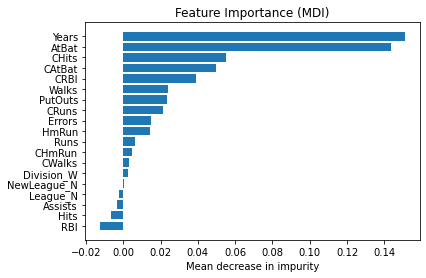 Feature Importance (MDI)
Years
AtBat
CHits
CAtBat
CRBI
Walks
PutOuts
CRuns
Errors
HmRun
Runs
CHmRun
CWalks
Division_W
NewLeague_N
League_N
Assists
Hits
RBI
−0.02 0.00 0.02 0.04 0.06 0.08 0.10 0.12 0.14
Mean decrease in impurity